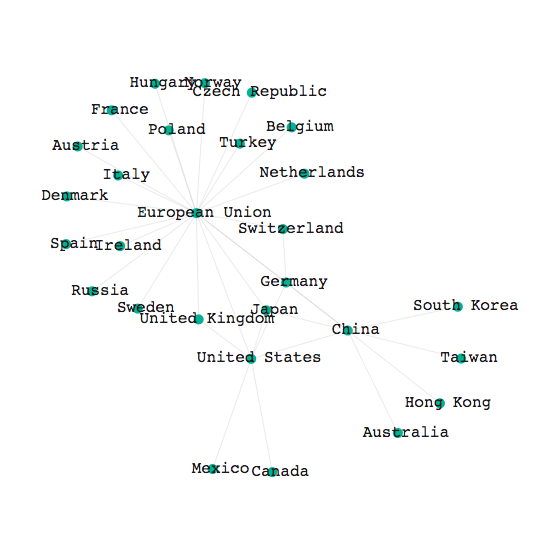 Hungary
Norway
Czech Republic
France
Poland
Belgium
Turkey
Austria
Italy
Netherlands
Denmark
European Union
Switzerland
Spain
Ireland
Germany
Russia
Sweden
United Kingdom
Japan
South Korea
China
United States
Taiwan
Hong Kong
Australia
Mexico
Canada